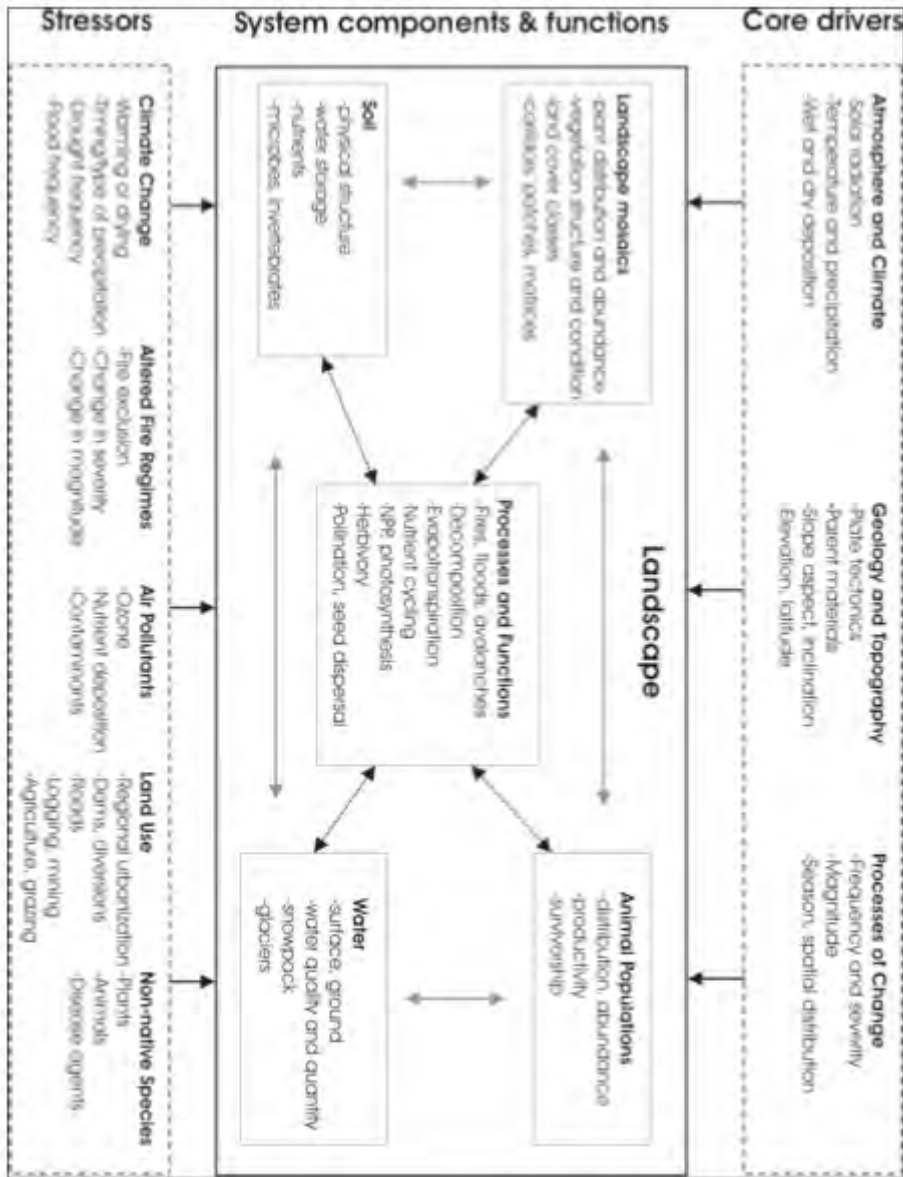 Core drivers
Atmosphere and Climate
-Solar radiation
-Temperature and precipitation
-Wet and dry deposition
Geology and Topography
-Plate tectonics
-Parent materials
-Slope aspect, inclination
-Elevation, latitude
Processes of Change
-Frequency and severity
-Magnitude
-Season, spatial distribution
System components & functions
Landscape
Landscape mosaics
-plant distribution and abundance
-vegetation structure and condition
-land cover classes
-corridors, patches, matrices
Animal Populations
-distribution, abundance
-productivity
-survivorship
Processes and Functions
-Fires, floods, avalanches
-Decomposition
-Evapotranspiration
-Nutrient cycling
-NPP, photosynthesis
-Herbivory
-Pollination, seed dispersal
Soil
-physical structure
-water storage
-nutrients
-microbes, invertebrates
Water
-surface, ground
-water quality and quantity
-snowpack
-glaciers
Stressors
Climate Change
-Warming or drying
-Timing/type of precipitation
-Drought frequency
-Flood frequency
Altered Fire Regimes
-Fire exclusion
-Change in severity
-Change in magnitude
Air Pollutants
-Ozone
Nutrient deposition
-Contaminants
Land Use
-Regional urbanization
-Dams, diversions
-Roads
-Logging, mining
-Agriculture, grazing
Non-native Species
-Plants
-Animals
-Disease agents